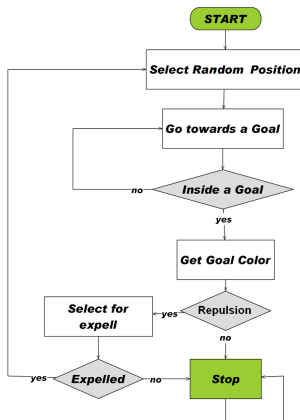 START
Select Random Position
Go towards a Goal
Inside a Goal
no
yes
Get Goal Color
Select for
expell
yes
Repulsion
no
Expelled
yes
no
Stop